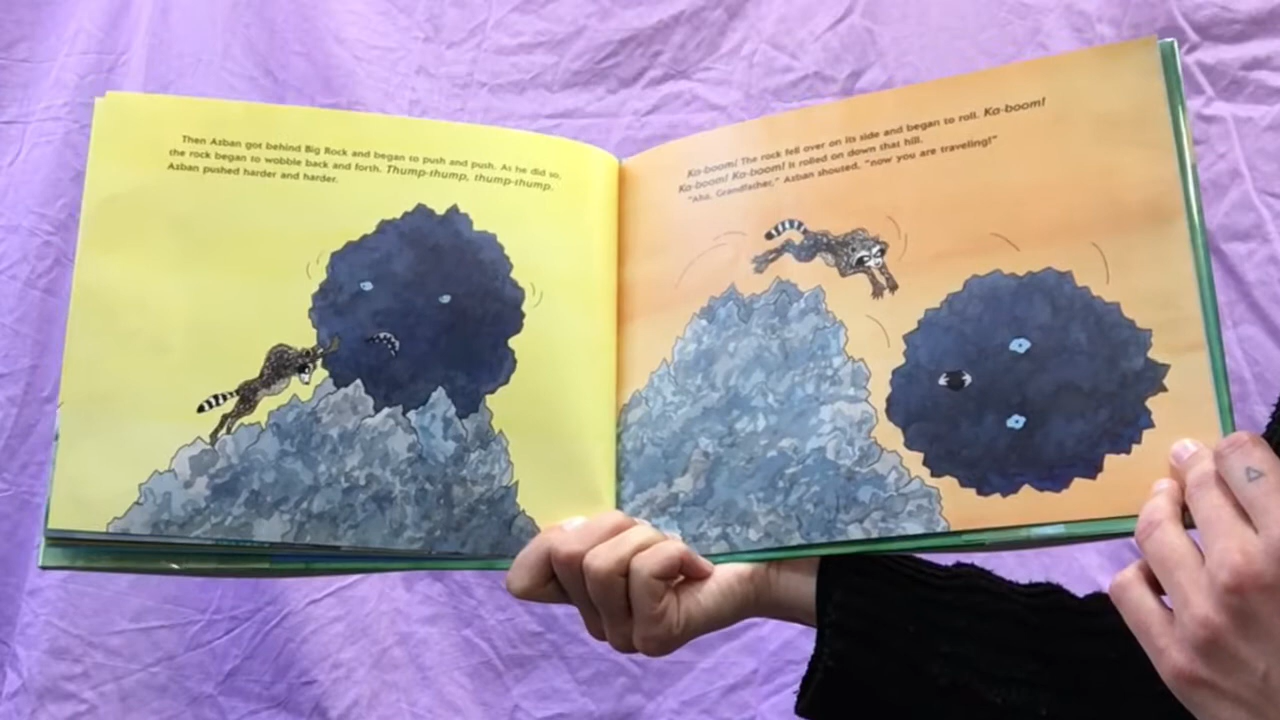 Then Azban got behind Big Rock and began to push and push. As he did so,
the rock began to wobble back and forth. Thump-thump, thump-thump.
Azban pushed harder and harder.
Ka-boom! The rock fell over on its side and began to roll. Ka-boom!
Ka-boom! Ka-boom! It rolled on down that hill.
"Aha, Grandfather," Azban shouted, "now you are traveling!"